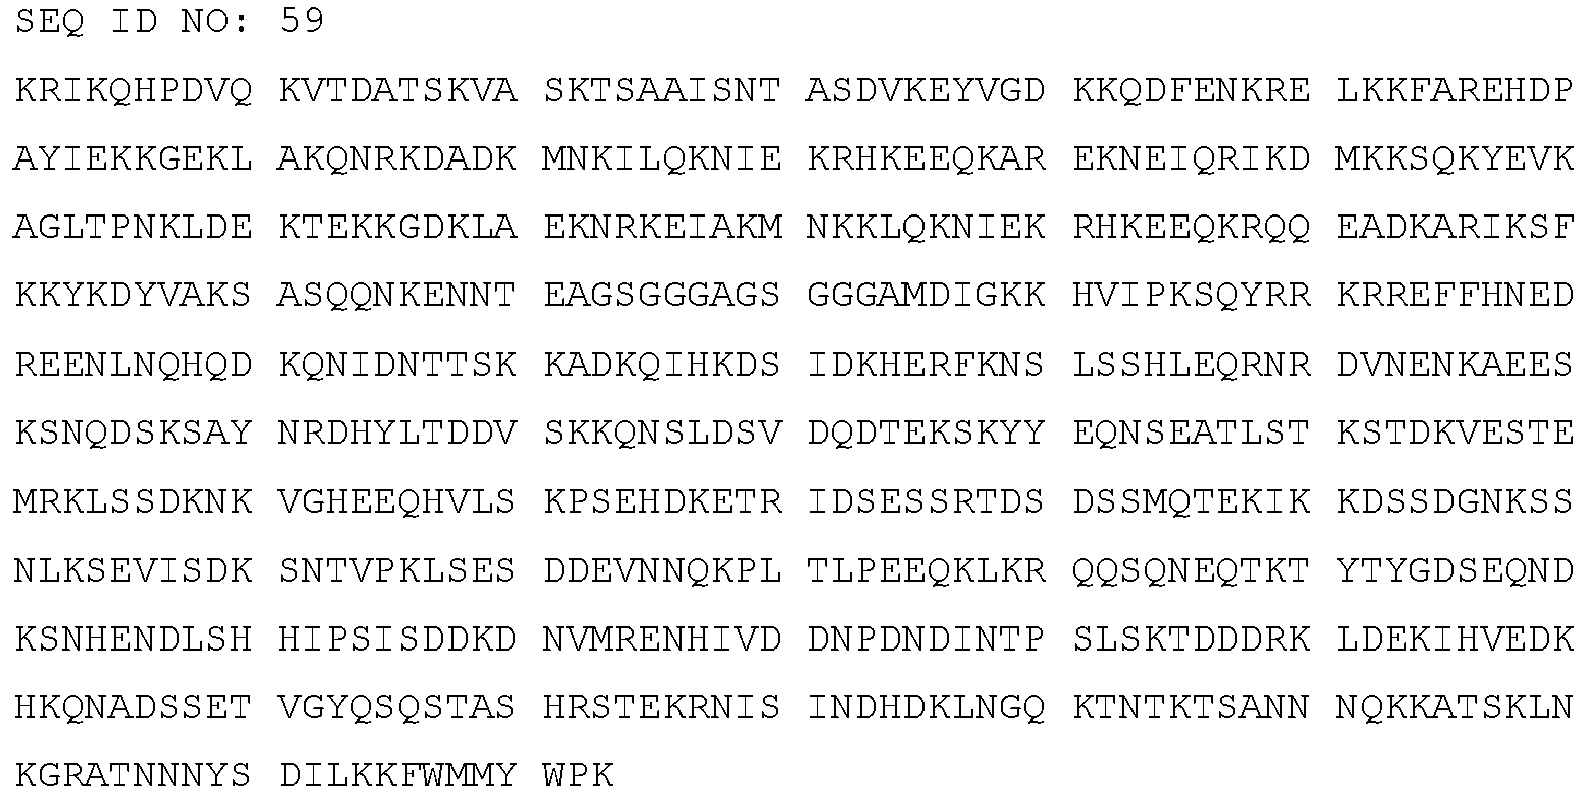 SEQ ID NO: 59
KRIKQHPDVQ KVTDATSKVA SKTSAAISNT ASDVKEYVGD KKQDFENKRE LKKFAREHDP
AYIEKKGEKL AKQNRKDADK MNKILQKNIE KRHKEEQKAR EKNEIQRIKD MKKSQKYEVK
AGLTPNKLDE KTEKKGDKLA EKNRKEIAKM NKKLQKNIEK RHKEEQKRQQ EADKARIKSF
KKYKDYVAKS ASQQNKENNT EAGSGGGAGS GGGAMDIGKK HVIPKSQYRR KRREFFHNED
REENLNQHQD KQNIDNTTSK KADKQIHKDS IDKHERFKNS LSSHLEQRNR DVNENKAEES
KSNQDSKSAY NRDHYLTDDV SKKQNSLDSV DQDTEKSKYY EQNSEATLST KSTDKVESTE
MRKLSSDKNK VGHEEQHVLS KPSEHDKETR IDSESSRTDS DSSMQTEKIK KDSSDGNKSS
NLKSEVISDK SNTVPKLSES DDEVNNQKPL TLPEEQKLKR QQSQNEQTKT YTYGDSEQND
KSNHENDLSH HIPSISDDKD NVMRENHIVD DNPDNDINTP SLSKTDDDRK LDEKIHVEDK
HKQNADSSET VGYQSQSTAS HRSTEKRNIS INDHDKLNGQ KTNTKTSANN NQKKATSKLN
KGRATNNNYS DILKKFWMMY WPK